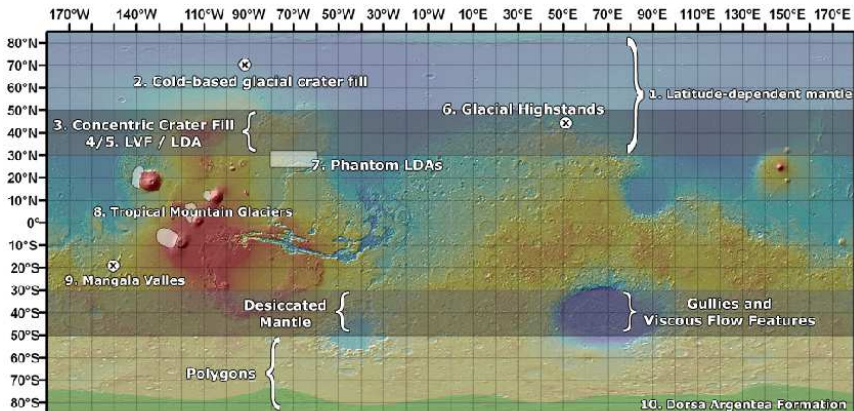 170°W 140°W 110°W 90°W 70°W 50°W 30°W 10°W 10°E 30°E 50°E 70°E 90°E 110°E 140°E 170°E
80°N
70°N
60°N
50°N
40°N
30°N
20°N
10°N
0°
10°S
20°S
30°S
40°S
50°S
60°S
70°S
80°S
2. Cold-based glacial crater fill
1. Latitude-dependent mantle
6. Glacial Highstands
3. Concentric Crater Fill
4/5. LVF / LDA
7. Phantom LDAs
8. Tropical Mountain Glaciers
9. Mangala Valles
Desiccated
Mantle
Gullies and
Viscous Flow Features
Polygons
10. Dorsa Argentea Formation